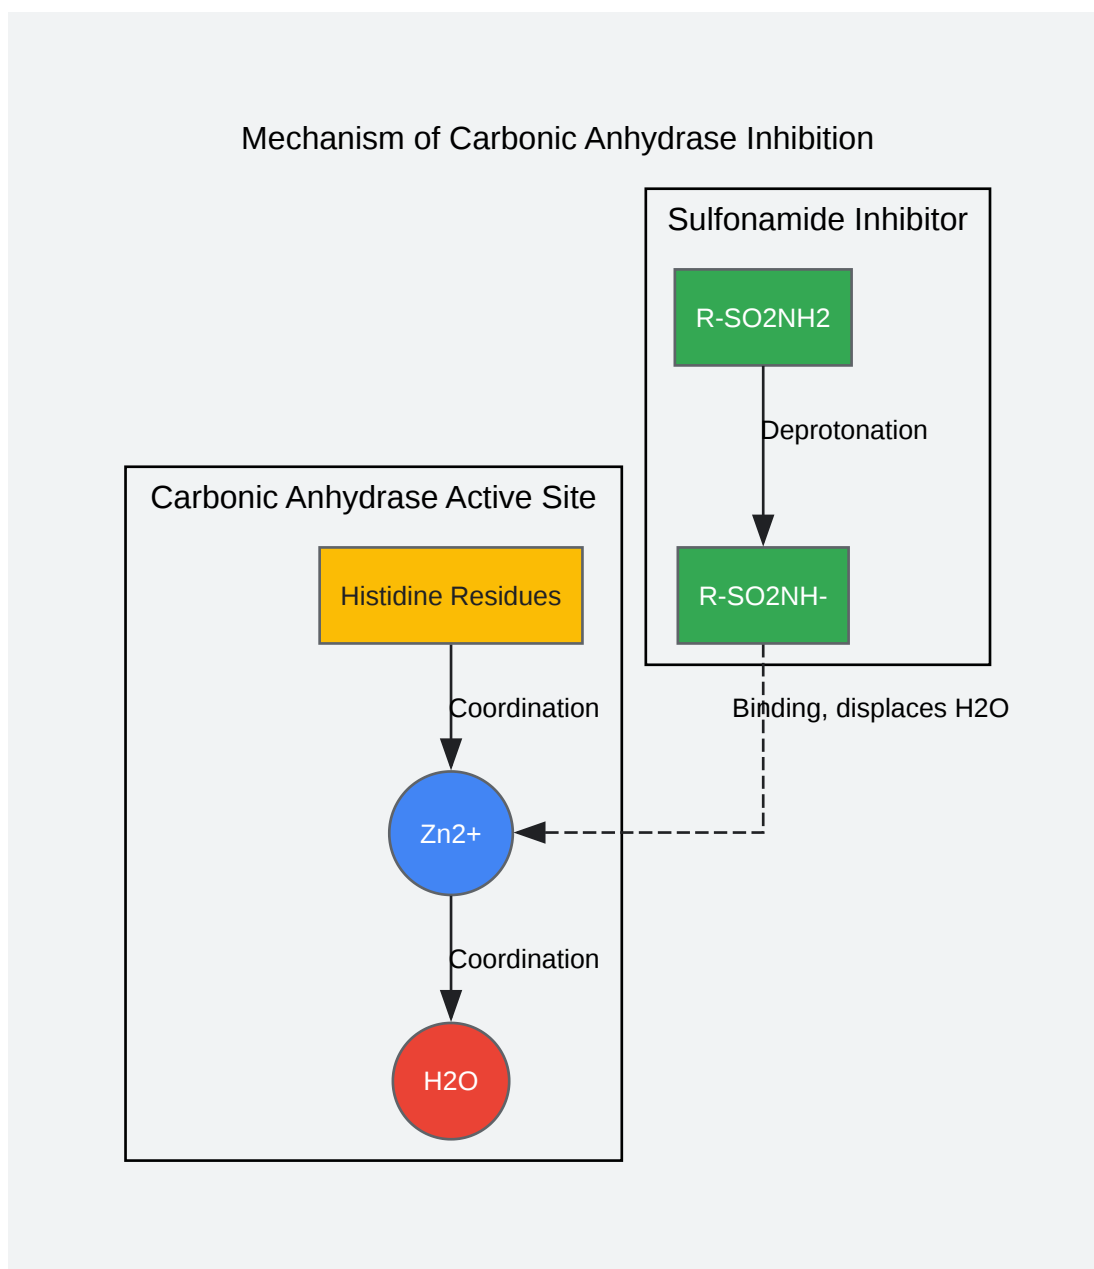 Mechanism of Carbonic Anhydrase Inhibition
Sulfonamide Inhibitor
R-SO2NH2
Deprotonation
R-SO2NH-
Binding, displaces H2O
Carbonic Anhydrase Active Site
Histidine Residues
Coordination
Zn2+
Coordination
H2O